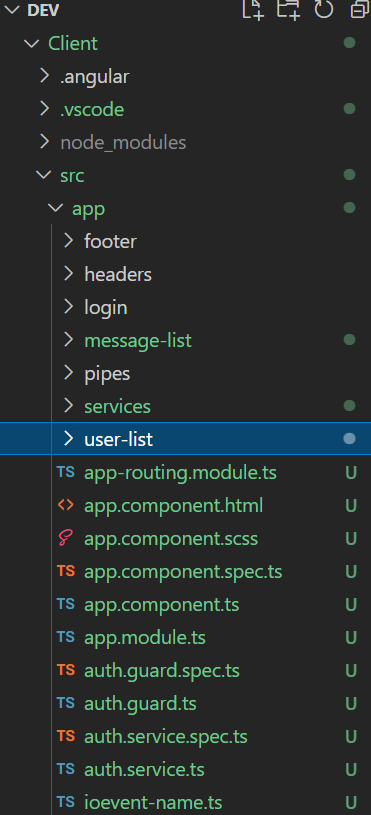 DEV
Client
.angular
.vscode
node_modules
src
app
footer
headers
login
message-list
pipes
services
user-list
TS app-routing.module.ts U
<> app.component.html U
app.component.scss U
TS app.component.spec.ts U
TS app.component.ts U
TS app.module.ts U
TS auth.guard.spec.ts U
TS auth.guard.ts U
TS auth.service.spec.ts U
TS auth.service.ts U
TS ioevent-name.ts U